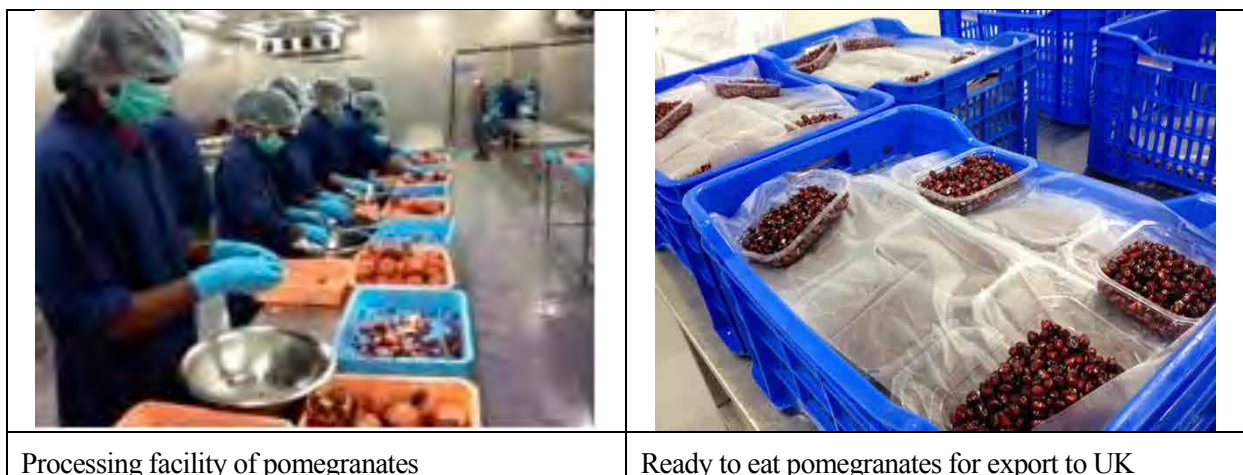 Processing facility of pomegranates
Ready to eat pomegranates for export to UK